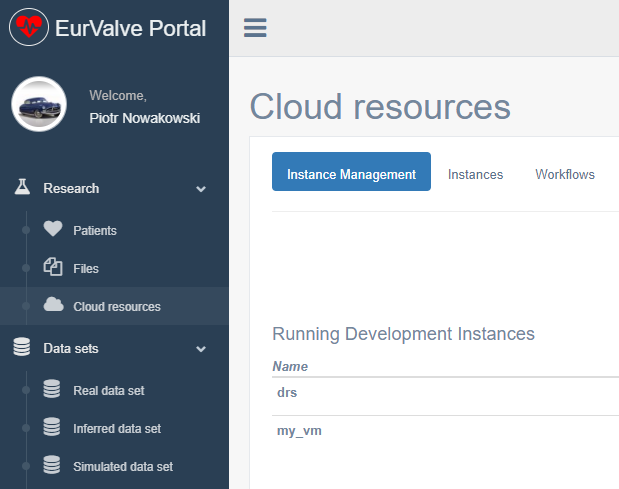 EurValve Portal
Welcome,
Piotr Nowakowski
Research
Patients
Files
Cloud resources
Data sets
Real data set
Inferred data set
Simulated data set
Cloud resources
Instance Management Instances Workflows
Running Development Instances
Name
drs
my_vm